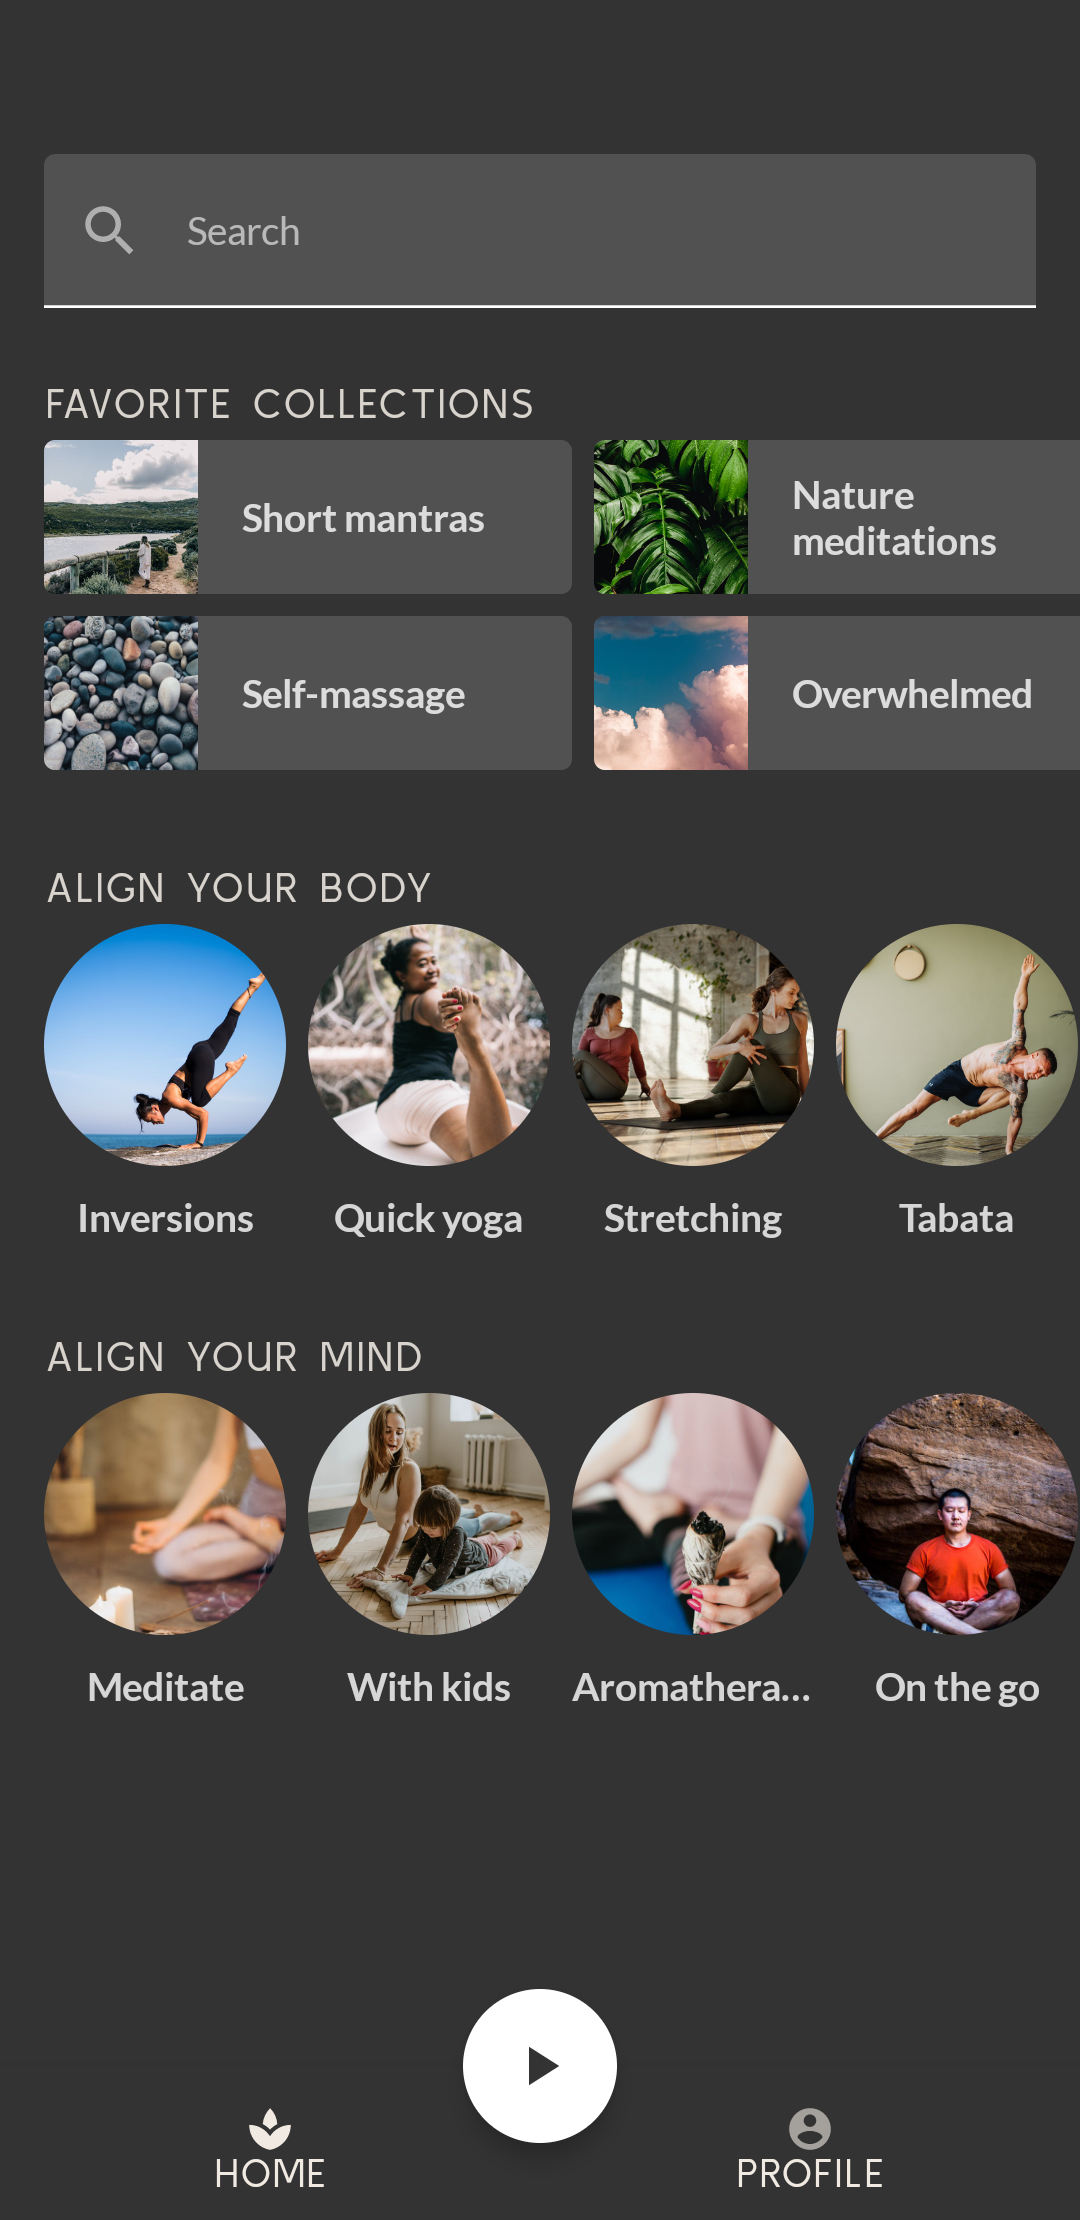 Search
FAVORITE COLLECTIONS
Short mantras
Nature
meditations
Self-massage
Overwhelmed
ALIGN YOUR BODY
Inversions
Quick yoga
Stretching
Tabata
ALIGN YOUR MIND
Meditate
With kids
Aromathera...
On the go
HOME
PROFILE